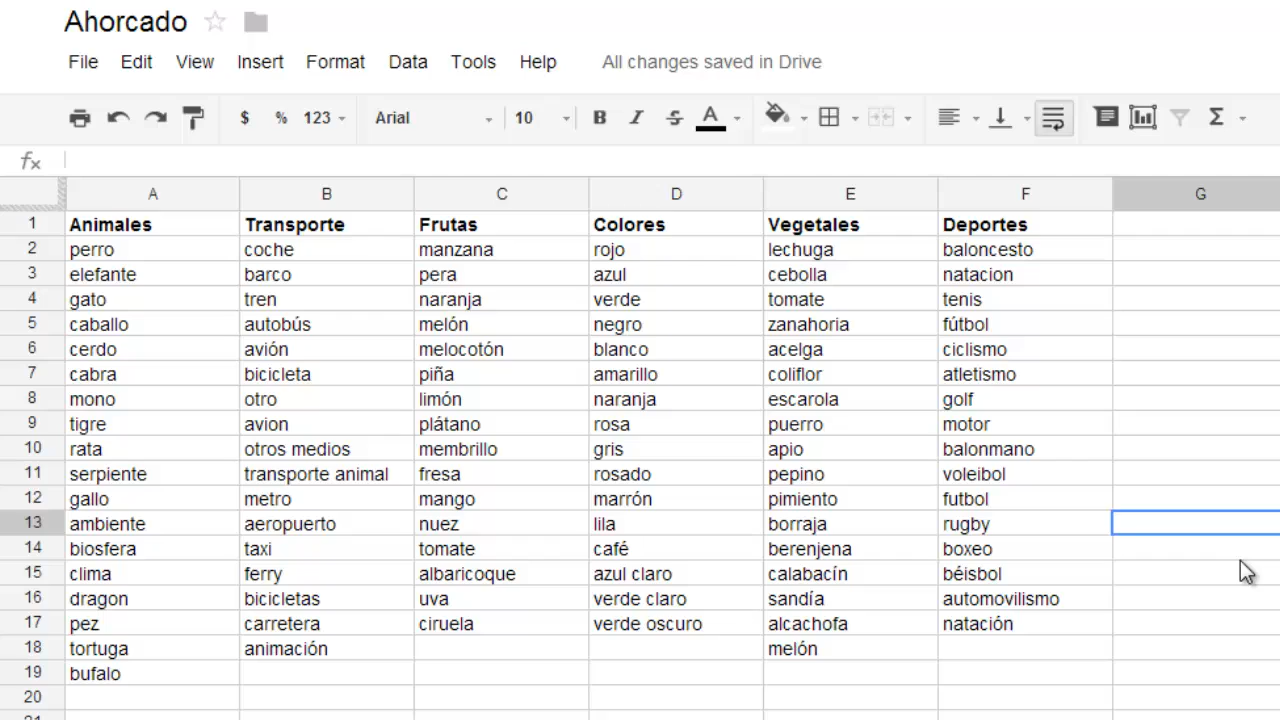 Ahorcado
File Edit View Insert Format Data Tools Help All changes saved in Drive
$ % 123 Arial 10 B I S A Σ
fx
A B C D E F G
1 Animales Transporte Frutas Colores Vegetales Deportes
2 perro coche manzana rojo lechuga baloncesto
3 elefante barco pera azul cebolla natacion
4 gato tren naranja verde tomate tenis
5 caballo autobús melón negro zanahoria fútbol
6 cerdo avión melocotón blanco acelga ciclismo
7 cabra bicicleta piña amarillo coliflor atletismo
8 mono otro limón naranja escarola golf
9 tigre avion plátano rosa puerro motor
10 rata otros medios membrillo gris apio balonmano
11 serpiente transporte animal fresa rosado pepino voleibol
12 gallo metro mango marrón pimiento futbol
13 ambiente aeropuerto nuez lila borraja rugby
14 biosfera taxi tomate café berenjena boxeo
15 clima ferry albaricoque azul claro calabacín béisbol
16 dragon bicicletas uva verde claro sandía automovilismo
17 pez carretera ciruela verde oscuro alcachofa natación
18 tortuga animación melón
19 bufalo
20
21